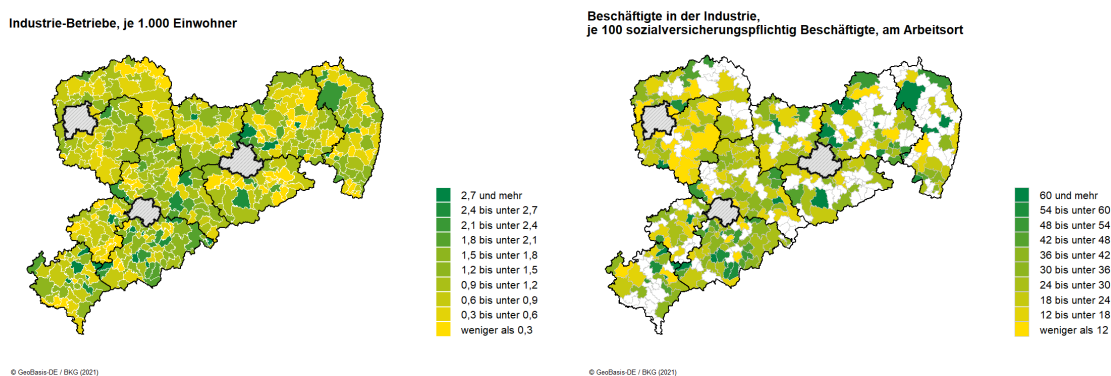 Industrie-Betriebe, je 1.000 Einwohner
2,7 und mehr
2,4 bis unter 2,7
2,1 bis unter 2,4
1,8 bis unter 2,1
1,5 bis unter 1,8
1,2 bis unter 1,5
0,9 bis unter 1,2
0,6 bis unter 0,9
0,3 bis unter 0,6
weniger als 0,3
© GeoBasis-DE / BKG (2021)
Beschäftigte in der Industrie,
je 100 sozialversicherungspflichtig Beschäftigte, am Arbeitsort
60 und mehr
54 bis unter 60
48 bis unter 54
42 bis unter 48
36 bis unter 42
30 bis unter 36
24 bis unter 30
18 bis unter 24
12 bis unter 18
weniger als 12
© GeoBasis-DE / BKG (2021)